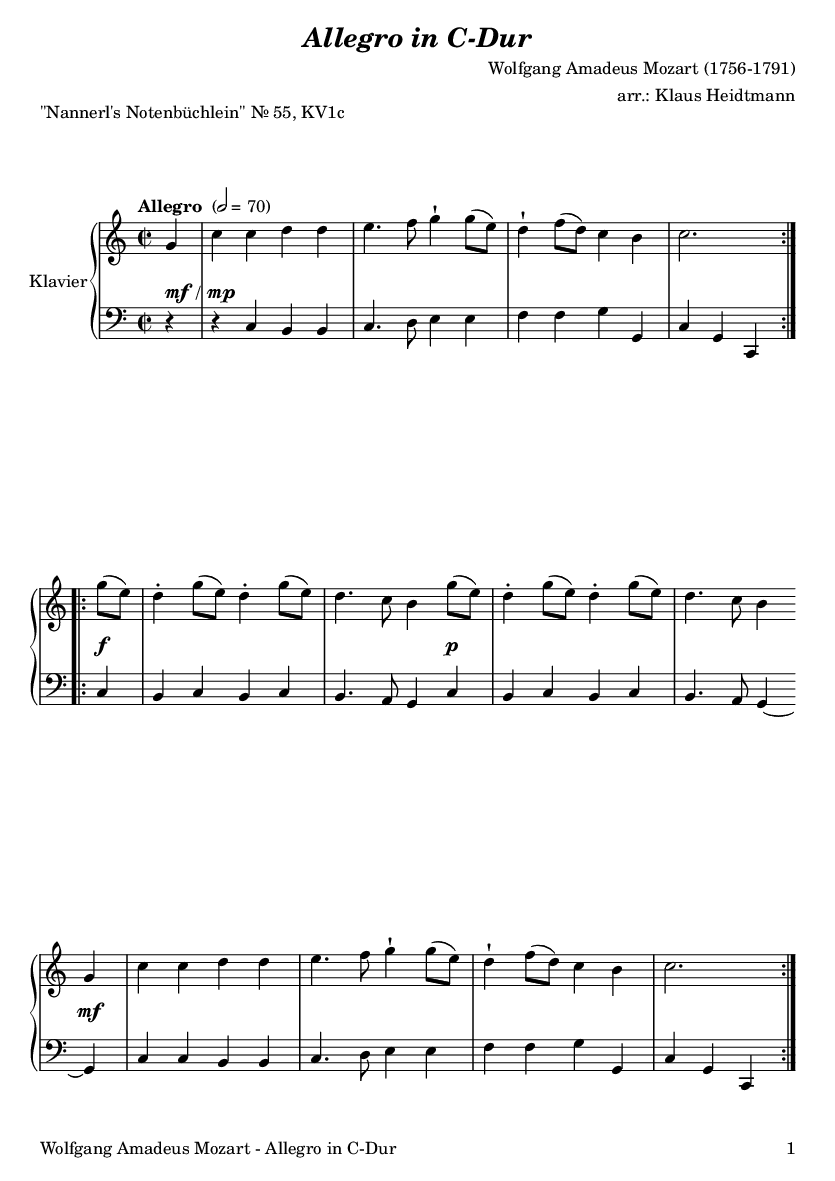 Allegro in C-Dur
Wolfgang Amadeus Mozart (1756-1791)
arr.: Klaus Heidtmann
"Nannerl's Notenbüchlein" № 55, KV1c
Allegro (𝅗𝅥 = 70)
Klavier
mf / mp
f
p
mf
Wolfgang Amadeus Mozart - Allegro in C-Dur 1